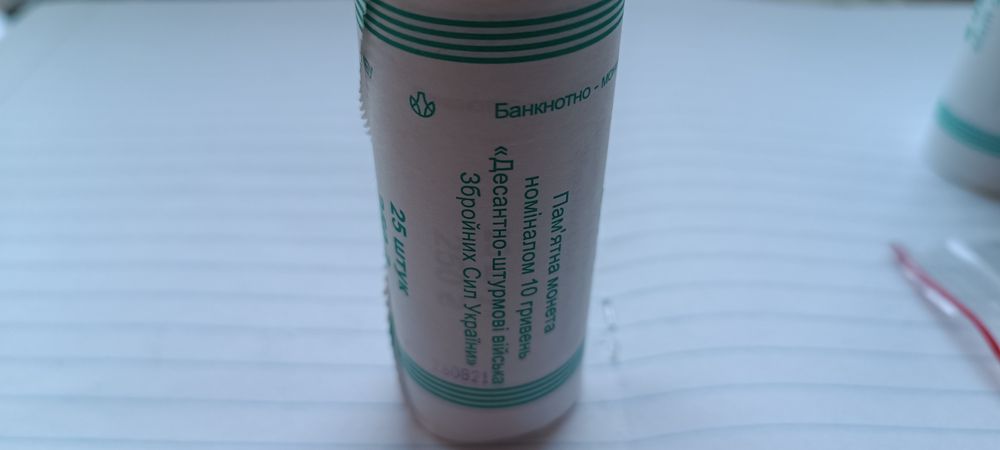 Банкнотно -
Пам'ятна монета
номіналом 10 гривень
«Десантно-штурмові війська
Збройних Сил України»
25 штук